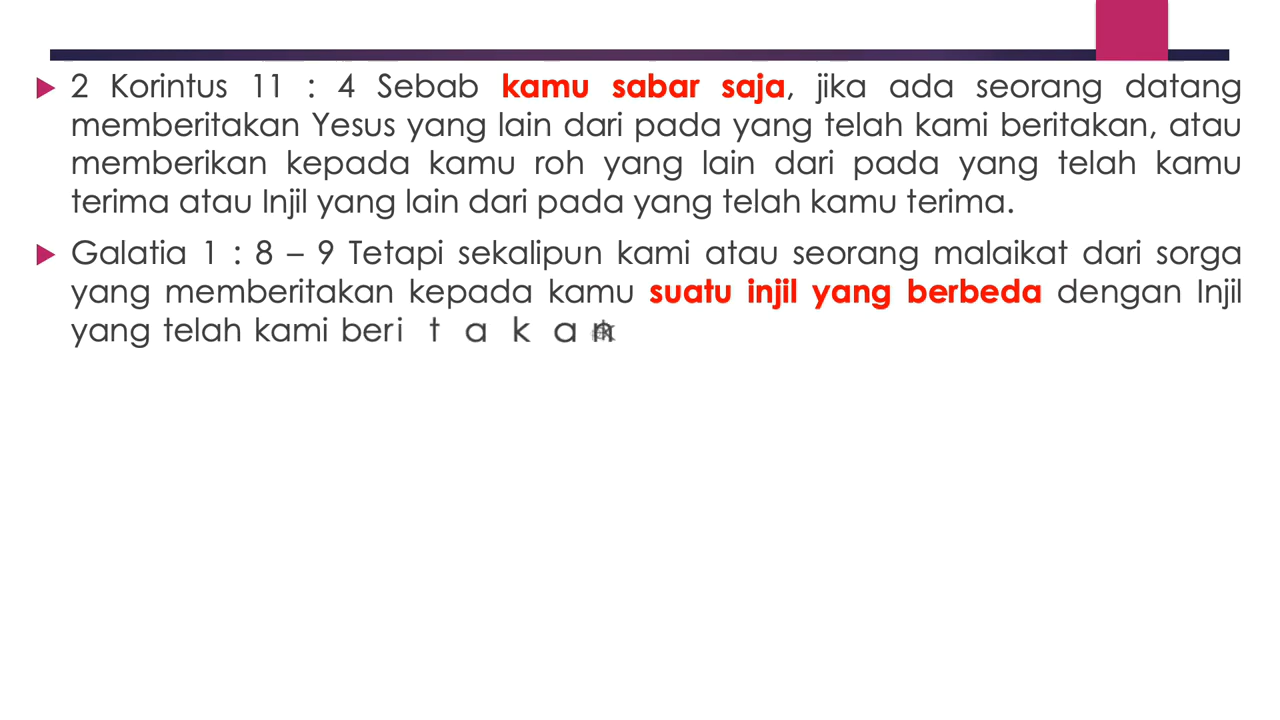 2 Korintus 11 : 4 Sebab kamu sabar saja, jika ada seorang datang
memberitakan Yesus yang lain dari pada yang telah kami beritakan, atau
memberikan kepada kamu roh yang lain dari pada yang telah kamu
terima atau Injil yang lain dari pada yang telah kamu terima.
Galatia 1 : 8 – 9 Tetapi sekalipun kami atau seorang malaikat dari sorga
yang memberitakan kepada kamu suatu injil yang berbeda dengan Injil
yang telah kami beritakan